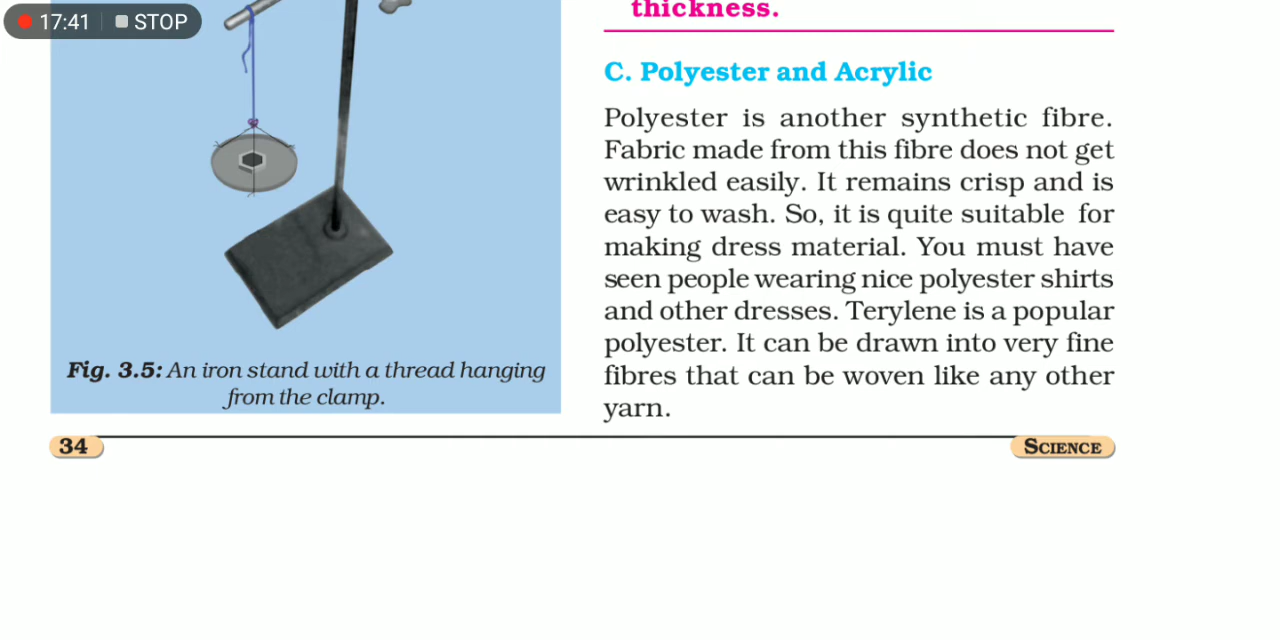 17:41 STOP
Fig. 3.5: An iron stand with a thread hanging
from the clamp.
thickness.
C. Polyester and Acrylic
Polyester is another synthetic fibre.
Fabric made from this fibre does not get
wrinkled easily. It remains crisp and is
easy to wash. So, it is quite suitable for
making dress material. You must have
seen people wearing nice polyester shirts
and other dresses. Terylene is a popular
polyester. It can be drawn into very fine
fibres that can be woven like any other
yarn.
34
SCIENCE